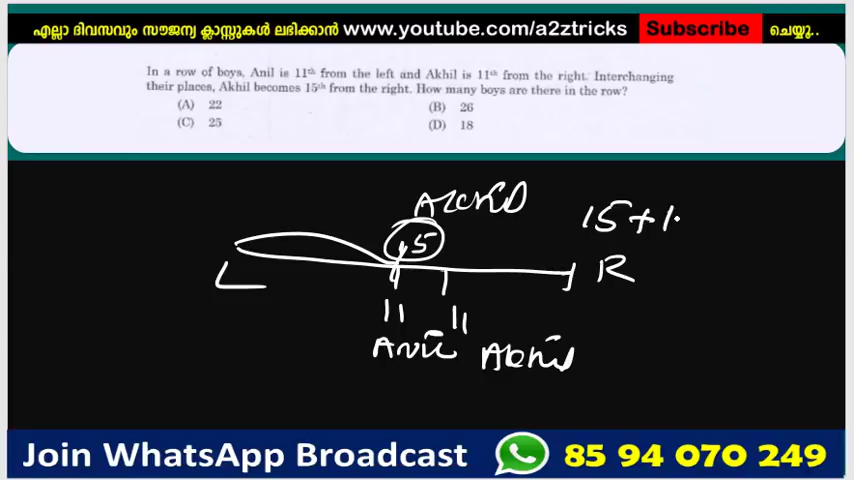 എല്ലാ ദിവസവും സൗജന്യ ക്ലാസ്സുകൾ ലഭിക്കാൻ www.youtube.com/a2ztricks Subscribe ചെയ്യൂ..
In a row of boys, Anil is 11th from the left and Akhil is 11th from the right. Interchanging
their places, Akhil becomes 15th from the right. How many boys are there in the row?
(A) 22 (B) 26
(C) 25 (D) 18
Akhil
15 15+1
L R
11 11
Anil Akhil
Join WhatsApp Broadcast 85 94 070 249